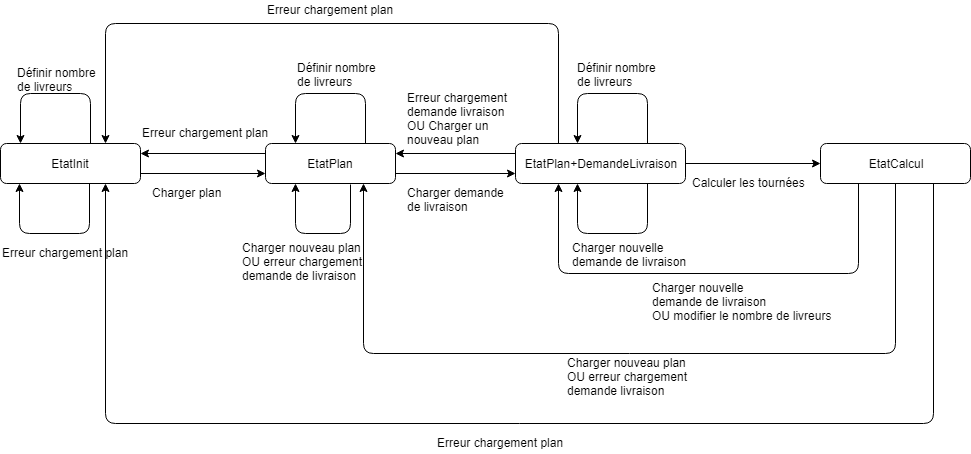 Erreur chargement plan
Définir nombre
de livreurs
Définir nombre
de livreurs
Définir nombre
de livreurs
Erreur chargement
demande livraison
OU Charger un
nouveau plan
Erreur chargement plan
EtatInit
EtatPlan
EtatPlan+DemandeLivraison
EtatCalcul
Charger plan
Charger demande
de livraison
Calculer les tournées
Erreur chargement plan
Charger nouveau plan
OU erreur chargement
demande de livraison
Charger nouvelle
demande de livraison
Charger nouvelle
demande de livraison
OU modifier le nombre de livreurs
Charger nouveau plan
OU erreur chargement
demande livraison
Erreur chargement plan